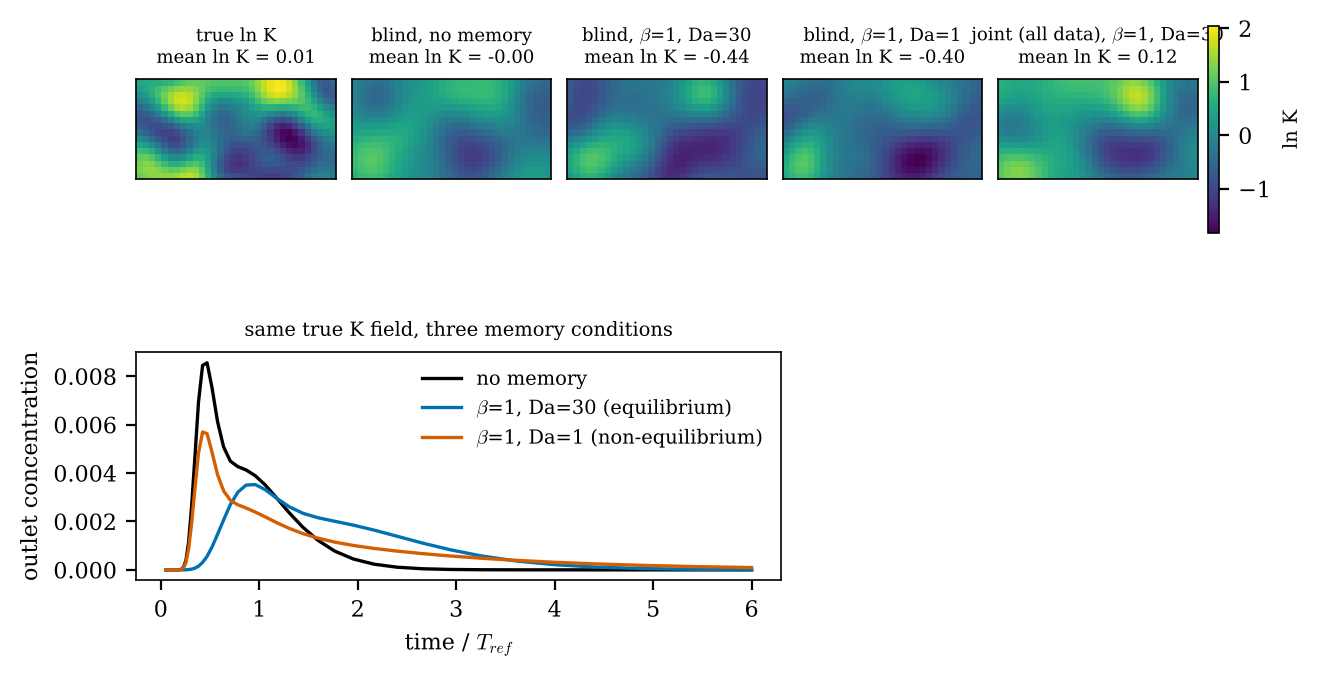 true ln K
mean ln K = 0.01
blind, no memory
mean ln K = -0.00
blind, β=1, Da=30
mean ln K = -0.44
blind, β=1, Da=1
mean ln K = -0.40
joint (all data), β=1, Da=30
mean ln K = 0.12
2
1
0
−1
ln K
same true K field, three memory conditions
outlet concentration
0.008
0.006
0.004
0.002
0.000
no memory
β=1, Da=30 (equilibrium)
β=1, Da=1 (non-equilibrium)
0 1 2 3 4 5 6
time / T_ref